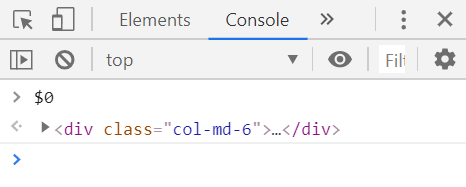 Elements Console
top Filt
$0
<div class="col-md-6">…</div>